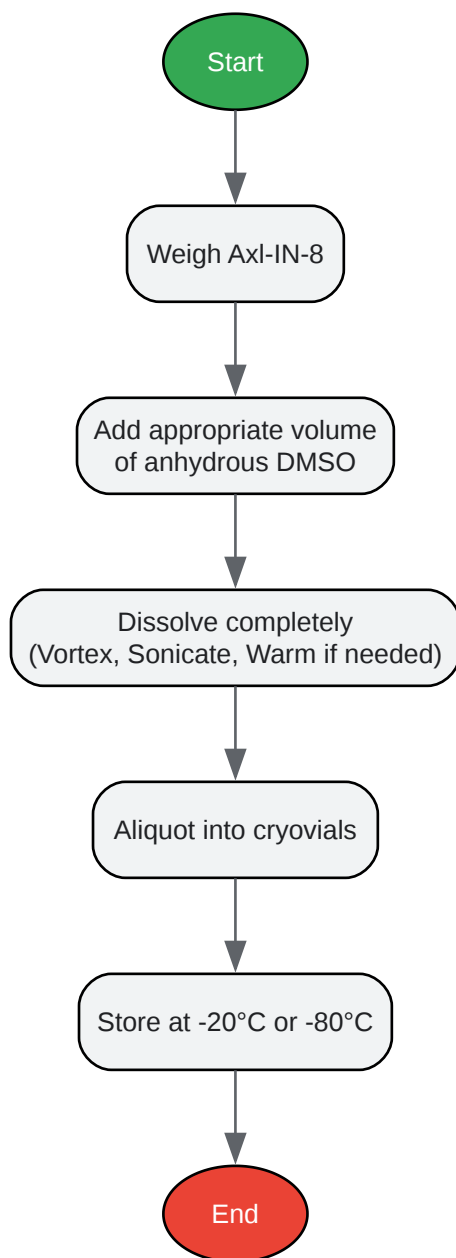 Start
Weigh Axl-IN-8
Add appropriate volume
of anhydrous DMSO
Dissolve completely
(Vortex, Sonicate, Warm if needed)
Aliquot into cryovials
Store at -20°C or -80°C
End